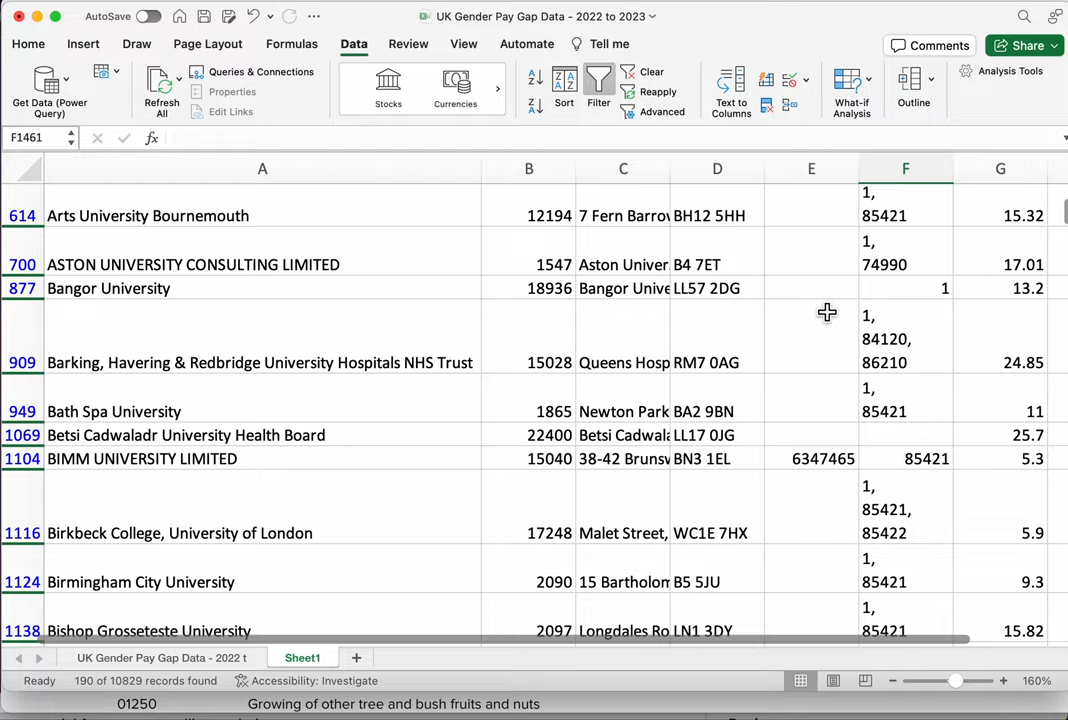 AutoSave
UK Gender Pay Gap Data - 2022 to 2023
Home Insert Draw Page Layout Formulas Data Review View Automate Tell me Comments Share
Get Data (Power Query)
Refresh All
Queries & Connections
Properties
Edit Links
Stocks Currencies
Sort Filter
Clear
Reapply
Advanced
Text to Columns
What-if Analysis
Outline
Analysis Tools
F1461 fx
A B C D E F G
614 Arts University Bournemouth 12194 7 Fern Barrov BH12 5HH 1, 85421 15.32
700 ASTON UNIVERSITY CONSULTING LIMITED 1547 Aston Univer. B4 7ET 1, 74990 17.01
877 Bangor University 18936 Bangor Unive LL57 2DG 1 13.2
909 Barking, Havering & Redbridge University Hospitals NHS Trust 15028 Queens Hosp RM7 0AG 1, 84120, 86210 24.85
949 Bath Spa University 1865 Newton Park BA2 9BN 1, 85421 11
1069 Betsi Cadwaladr University Health Board 22400 Betsi Cadwala LL17 0JG 25.7
1104 BIMM UNIVERSITY LIMITED 15040 38-42 Brunsv BN3 1EL 6347465 85421 5.3
1116 Birkbeck College, University of London 17248 Malet Street, WC1E 7HX 1, 85421, 85422 5.9
1124 Birmingham City University 2090 15 Bartholom B5 5JU 1, 85421 9.3
1138 Bishop Grosseteste University 2097 Longdales Ro LN1 3DY 1, 85421 15.82
UK Gender Pay Gap Data - 2022 t Sheet1
Ready 190 of 10829 records found Accessibility: Investigate 160%
01250 Growing of other tree and bush fruits and nuts